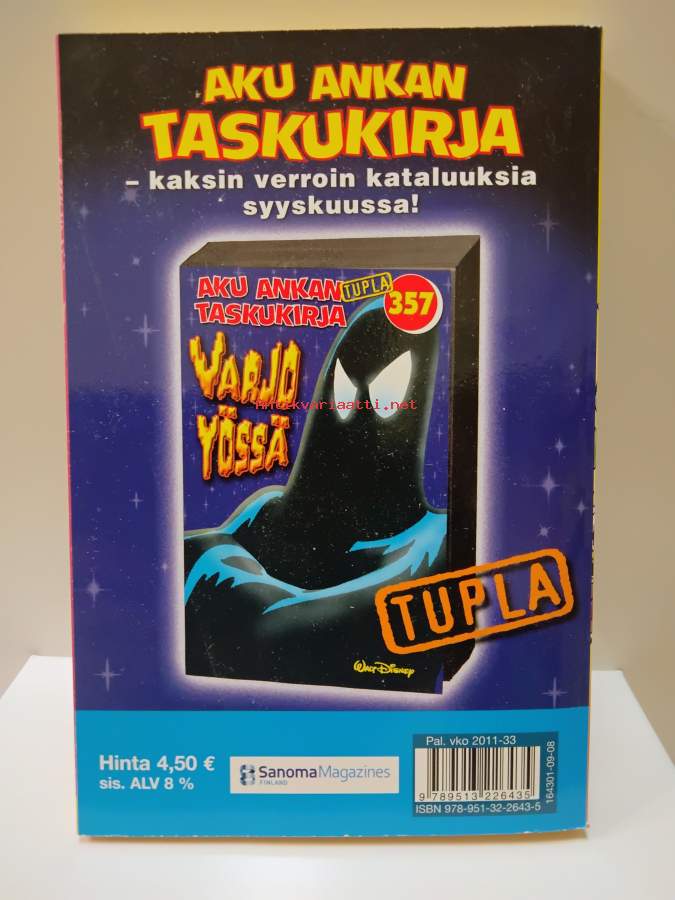 AKU ANKAN
TASKUKIRJA
– kaksin verroin kataluuksia
syyskuussa!
AKU ANKAN TUPLA 357
TASKUKIRJA
VARJO
YÖSSÄ
antikvariaatti.net
TUPLA
WALT DISNEY
Hinta 4,50 €
sis. ALV 8 %
SanomaMagazines
FINLAND
Pal. vko 2011-33
9 789513 226435
ISBN 978-951-32-2643-5
164301-09-08